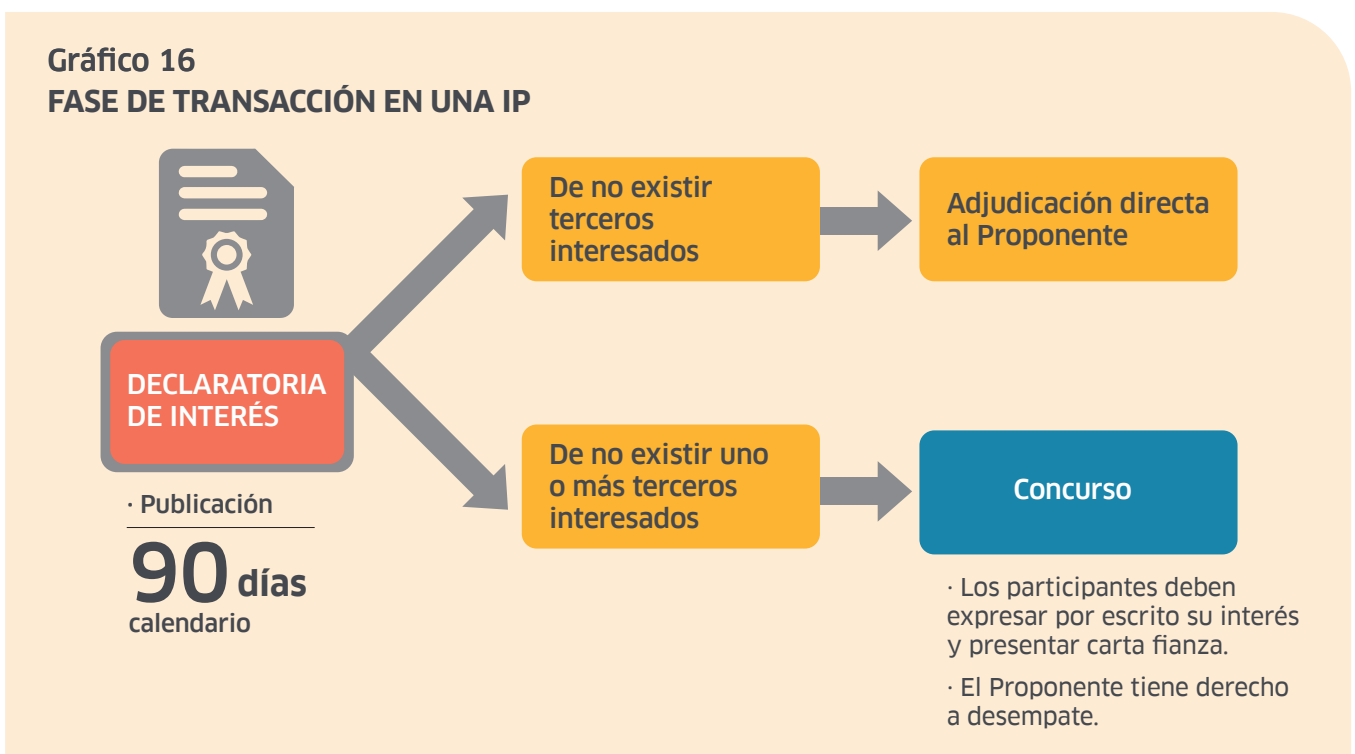 Gráfico 16
FASE DE TRANSACCIÓN EN UNA IP
DECLARATORIA
DE INTERÉS
· Publicación
90 días
calendario
De no existir
terceros
interesados
Adjudicación directa
al Proponente
De no existir uno
o más terceros
interesados
Concurso
· Los participantes deben
expresar por escrito su interés
y presentar carta fianza.
· El Proponente tiene derecho
a desempate.